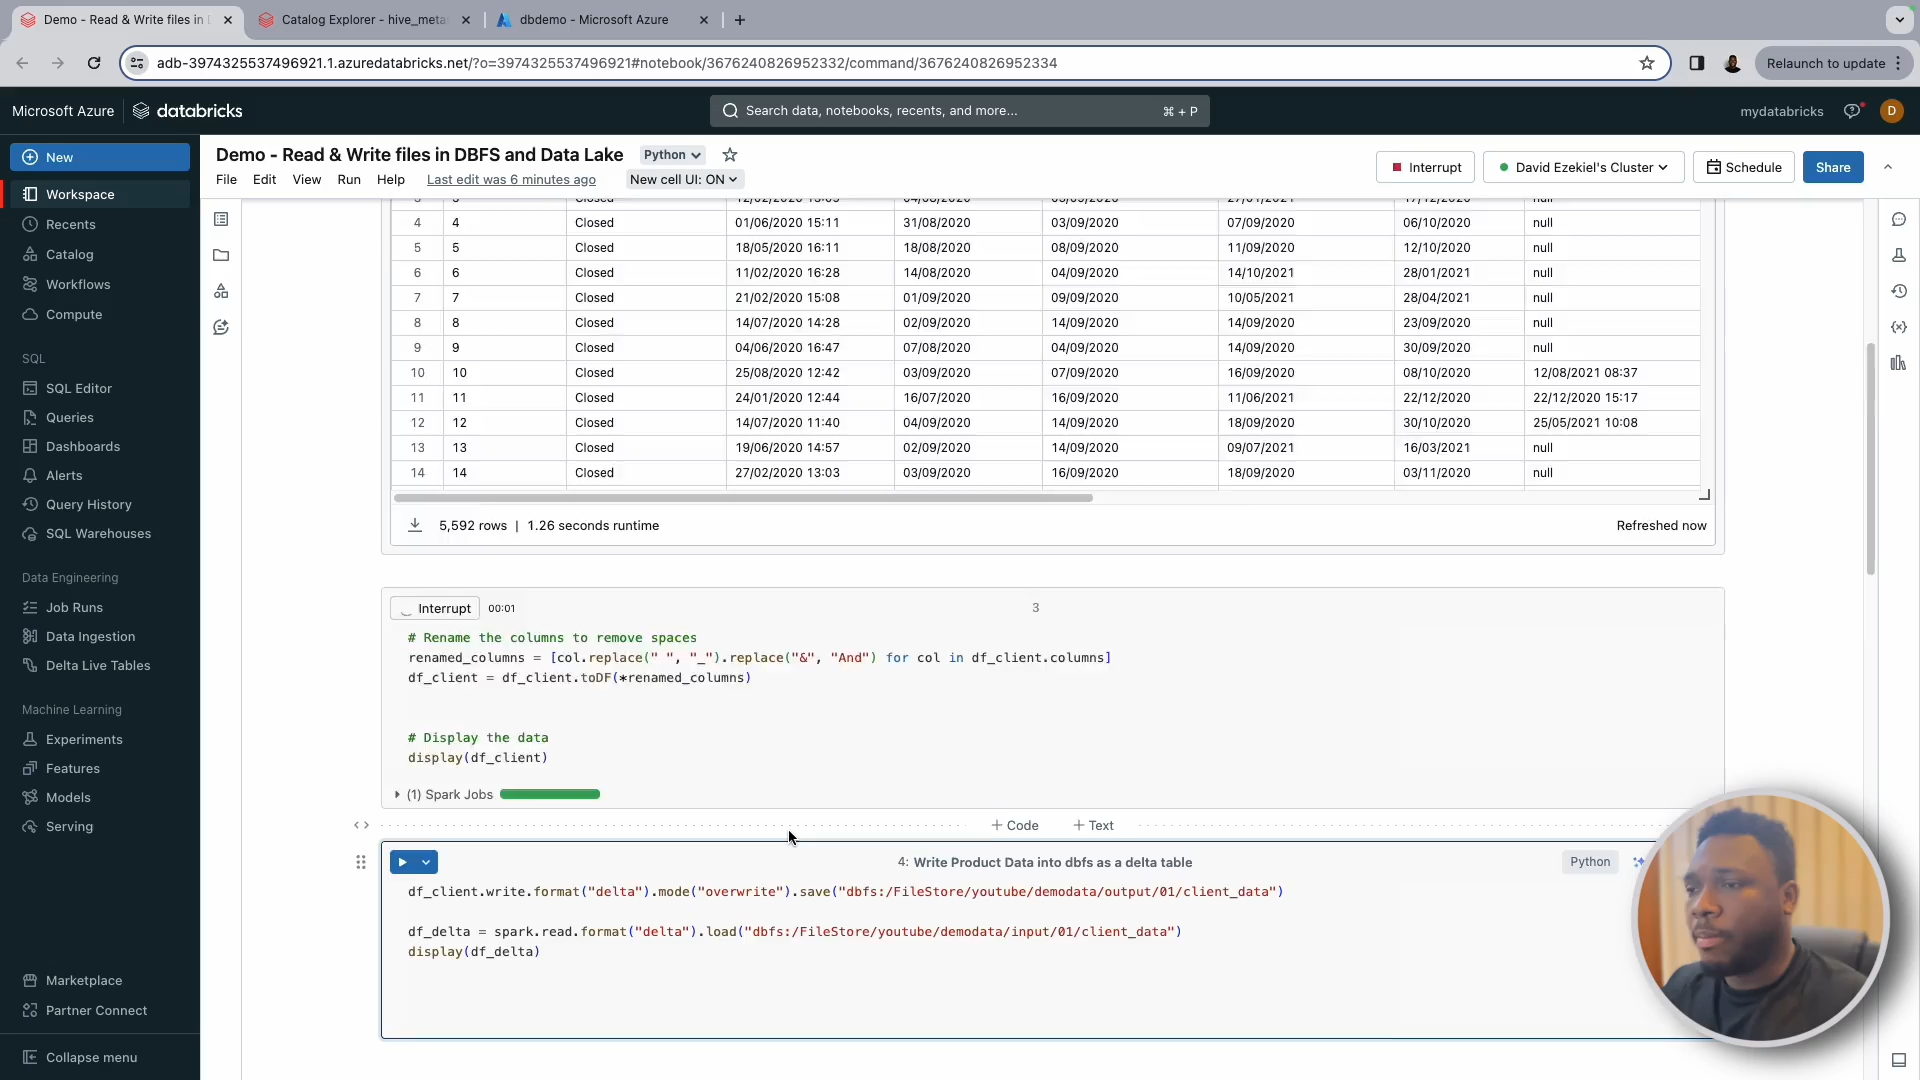 Demo - Read & Write files in D
Catalog Explorer - hive_meta
dbdemo - Microsoft Azure
adb-3974325537496921.1.azuredatabricks.net/?o=3974325537496921#notebook/3676240826952332/command/3676240826952334
Relaunch to update
Microsoft Azure databricks
Search data, notebooks, recents, and more...
⌘ + P
mydatabricks
D
New
Workspace
Recents
Catalog
Workflows
Compute
SQL
SQL Editor
Queries
Dashboards
Alerts
Query History
SQL Warehouses
Data Engineering
Job Runs
Data Ingestion
Delta Live Tables
Machine Learning
Experiments
Features
Models
Serving
Marketplace
Partner Connect
Collapse menu
Demo - Read & Write files in DBFS and Data Lake Python
File Edit View Run Help Last edit was 6 minutes ago New cell UI: ON
Interrupt David Ezekiel's Cluster Schedule Share
4 4 Closed 01/06/2020 15:11 31/08/2020 03/09/2020 07/09/2020 06/10/2020 null
5 5 Closed 18/05/2020 16:11 18/08/2020 08/09/2020 11/09/2020 12/10/2020 null
6 6 Closed 11/02/2020 16:28 14/08/2020 04/09/2020 14/10/2021 28/01/2021 null
7 7 Closed 21/02/2020 15:08 01/09/2020 09/09/2020 10/05/2021 28/04/2021 null
8 8 Closed 14/07/2020 14:28 02/09/2020 14/09/2020 14/09/2020 23/09/2020 null
9 9 Closed 04/06/2020 16:47 07/08/2020 04/09/2020 14/09/2020 30/09/2020 null
10 10 Closed 25/08/2020 12:42 03/09/2020 07/09/2020 16/09/2020 08/10/2020 12/08/2021 08:37
11 11 Closed 24/01/2020 12:44 16/07/2020 16/09/2020 11/06/2021 22/12/2020 22/12/2020 15:17
12 12 Closed 14/07/2020 11:40 04/09/2020 14/09/2020 18/09/2020 30/10/2020 25/05/2021 10:08
13 13 Closed 19/06/2020 14:57 02/09/2020 14/09/2020 09/07/2021 16/03/2021 null
14 14 Closed 27/02/2020 13:03 03/09/2020 16/09/2020 18/09/2020 03/11/2020 null
5,592 rows | 1.26 seconds runtime
Refreshed now
Interrupt 00:01 3
# Rename the columns to remove spaces
renamed_columns = [col.replace(" ", "_").replace("&", "And") for col in df_client.columns]
df_client = df_client.toDF(*renamed_columns)
# Display the data
display(df_client)
(1) Spark Jobs
+ Code + Text
4: Write Product Data into dbfs as a delta table
Python
df_client.write.format("delta").mode("overwrite").save("dbfs:/FileStore/youtube/demodata/output/01/client_data")
df_delta = spark.read.format("delta").load("dbfs:/FileStore/youtube/demodata/input/01/client_data")
display(df_delta)